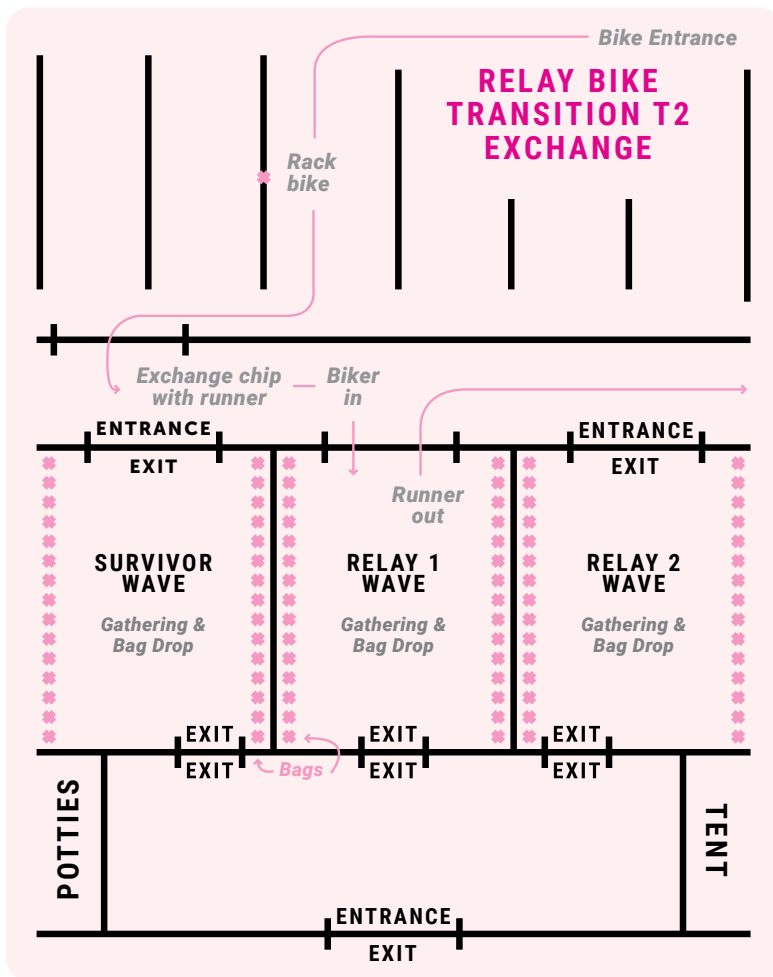 Bike Entrance
RELAY BIKE
TRANSITION T2
EXCHANGE
Rack
bike
Exchange chip
with runner
Biker
in
ENTRANCE
EXIT
ENTRANCE
EXIT
Runner
out
SURVIVOR
WAVE
Gathering &
Bag Drop
RELAY 1
WAVE
Gathering &
Bag Drop
RELAY 2
WAVE
Gathering &
Bag Drop
EXIT
EXIT
EXIT
EXIT
EXIT
EXIT
Bags
POTTIES
TENT
ENTRANCE
EXIT